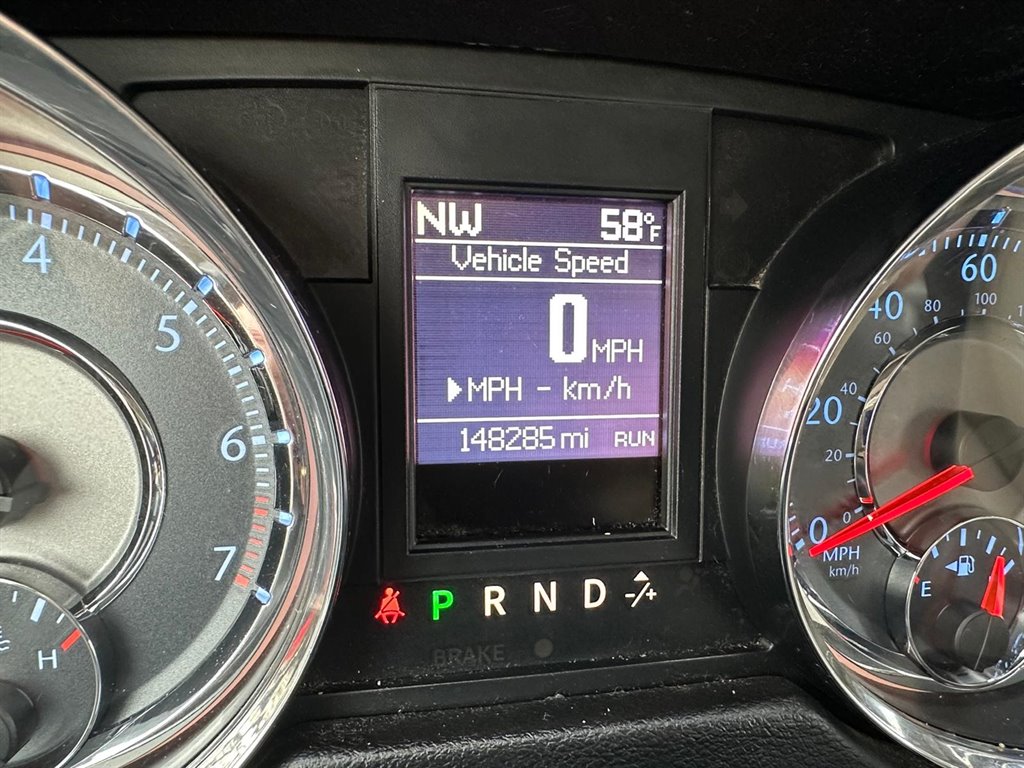 NW 58°F
Vehicle Speed
0 MPH
▶MPH - km/h
148285 mi RUN
P R N D -/+
BRAKE
4
5
6
7
H
60
100
40
80
60
40
20
20
0
0
MPH
km/h
E